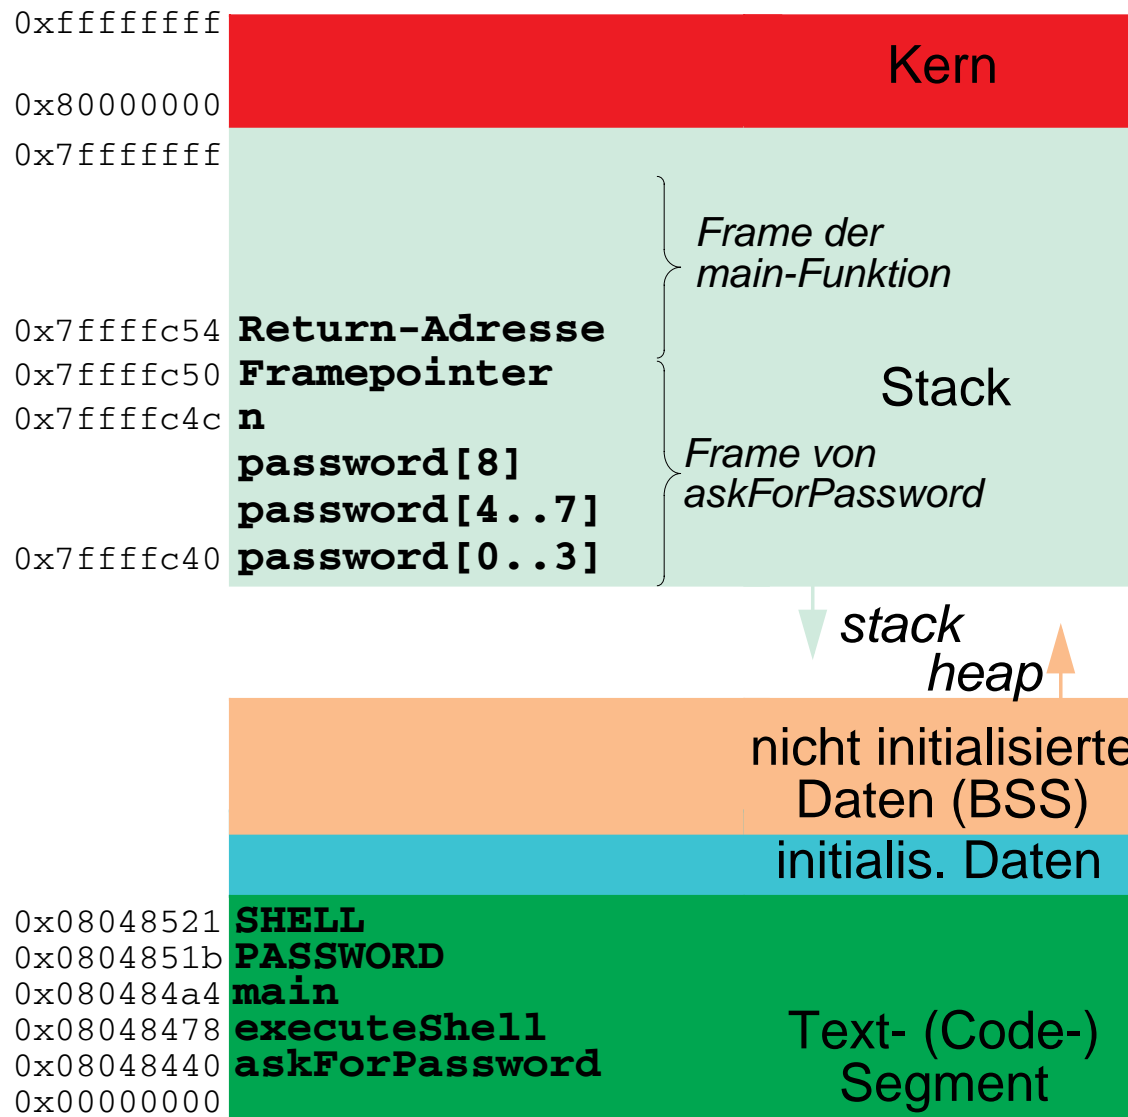 0xffffffff
Kern
0x80000000
0x7fffffff
Frame der
main-Funktion
0x7ffffc54 Return-Adresse
0x7ffffc50 Framepointer
Stack
0x7ffffc4c n
password[8]
Frame von
askForPassword
password[4..7]
0x7ffffc40 password[0..3]
stack
heap
nicht initialisierte
Daten (BSS)
initialis. Daten
0x08048521 SHELL
0x0804851b PASSWORD
0x080484a4 main
0x08048478 executeShell
0x08048440 askForPassword
0x00000000
Text- (Code-)
Segment